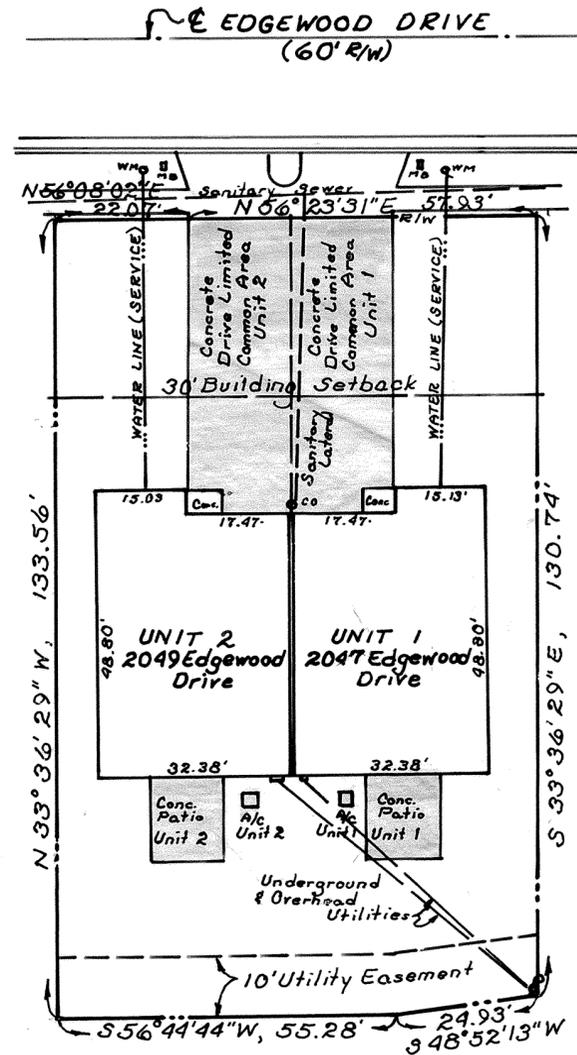 ℄ EDGEWOOD DRIVE
(60' R/W)
WM
MB
MB
WM
N56°08'02"E
Sanitary Sewer
22.07'
N 56° 23'31"E
57.93'
R/W
WATER LINE (SERVICE)
Concrete
Drive Limited
Common Area
Unit 2
Concrete
Drive Limited
Common Area
Unit 1
WATER LINE (SERVICE)
30' Building Setback
Sanitary
Lateral
15.03
Conc.
17.47'
CO
17.47'
Conc
15.13'
N 33° 36' 29" W, 133.56'
S 33° 36' 29" E, 130.74'
48.80'
UNIT 2
2049 Edgewood
Drive
UNIT 1
2047 Edgewood
Drive
48.80'
32.38'
32.38'
Conc.
Patio
Unit 2
A/C
Unit 2
A/C
Unit 1
Conc.
Patio
Unit 1
Underground
& Overhead
Utilities
10' Utility Easement
S56°44'44"W, 55.28'
24.93'
S 48°52'13"W